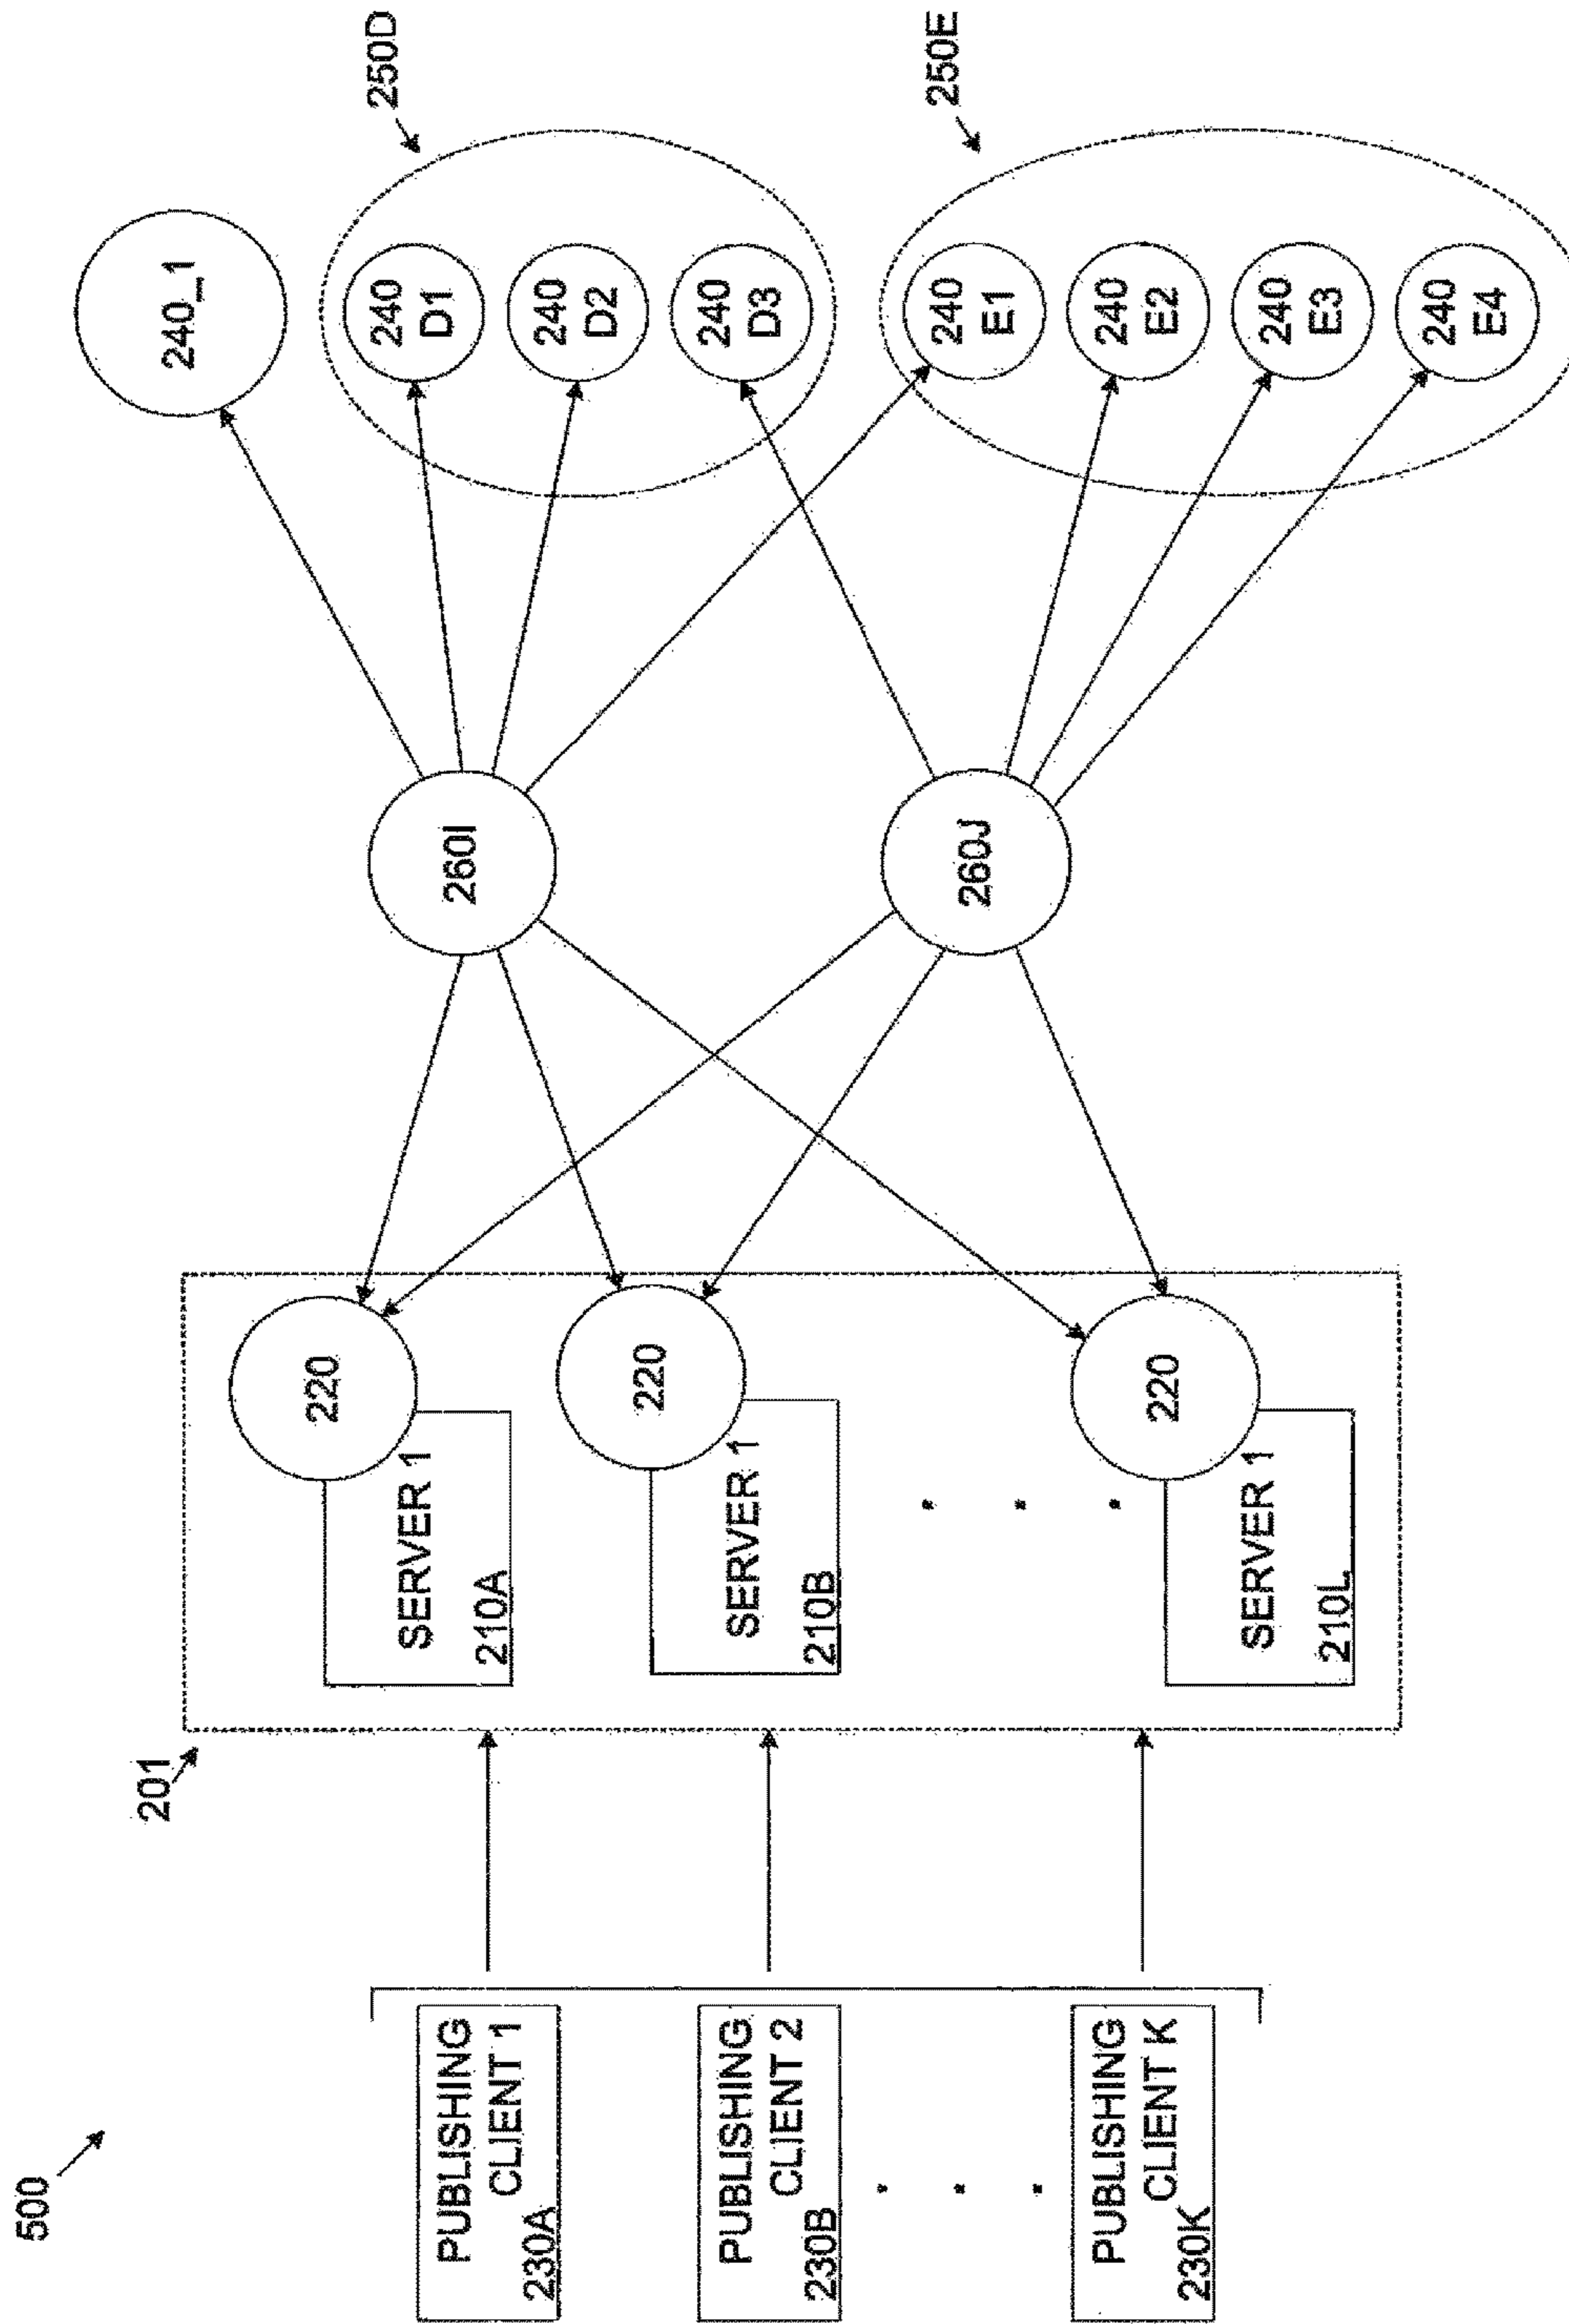 500
PUBLISHING
CLIENT 1
230A
PUBLISHING
CLIENT 2
230B
PUBLISHING
CLIENT K
230K
201
220
SERVER 1
210A
220
SERVER 1
210B
220
SERVER 1
210L
260I
260J
240_1
250D
240
D1
240
D2
240
D3
250E
240
E1
240
E2
240
E3
240
E4